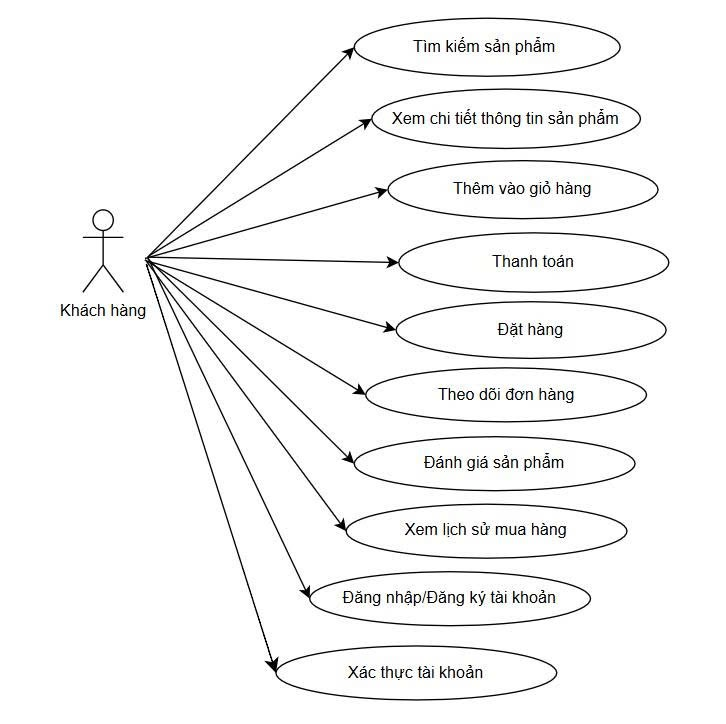 Tìm kiếm sản phẩm
Xem chi tiết thông tin sản phẩm
Thêm vào giỏ hàng
Thanh toán
Khách hàng
Đặt hàng
Theo dõi đơn hàng
Đánh giá sản phẩm
Xem lịch sử mua hàng
Đăng nhập/Đăng ký tài khoản
Xác thực tài khoản